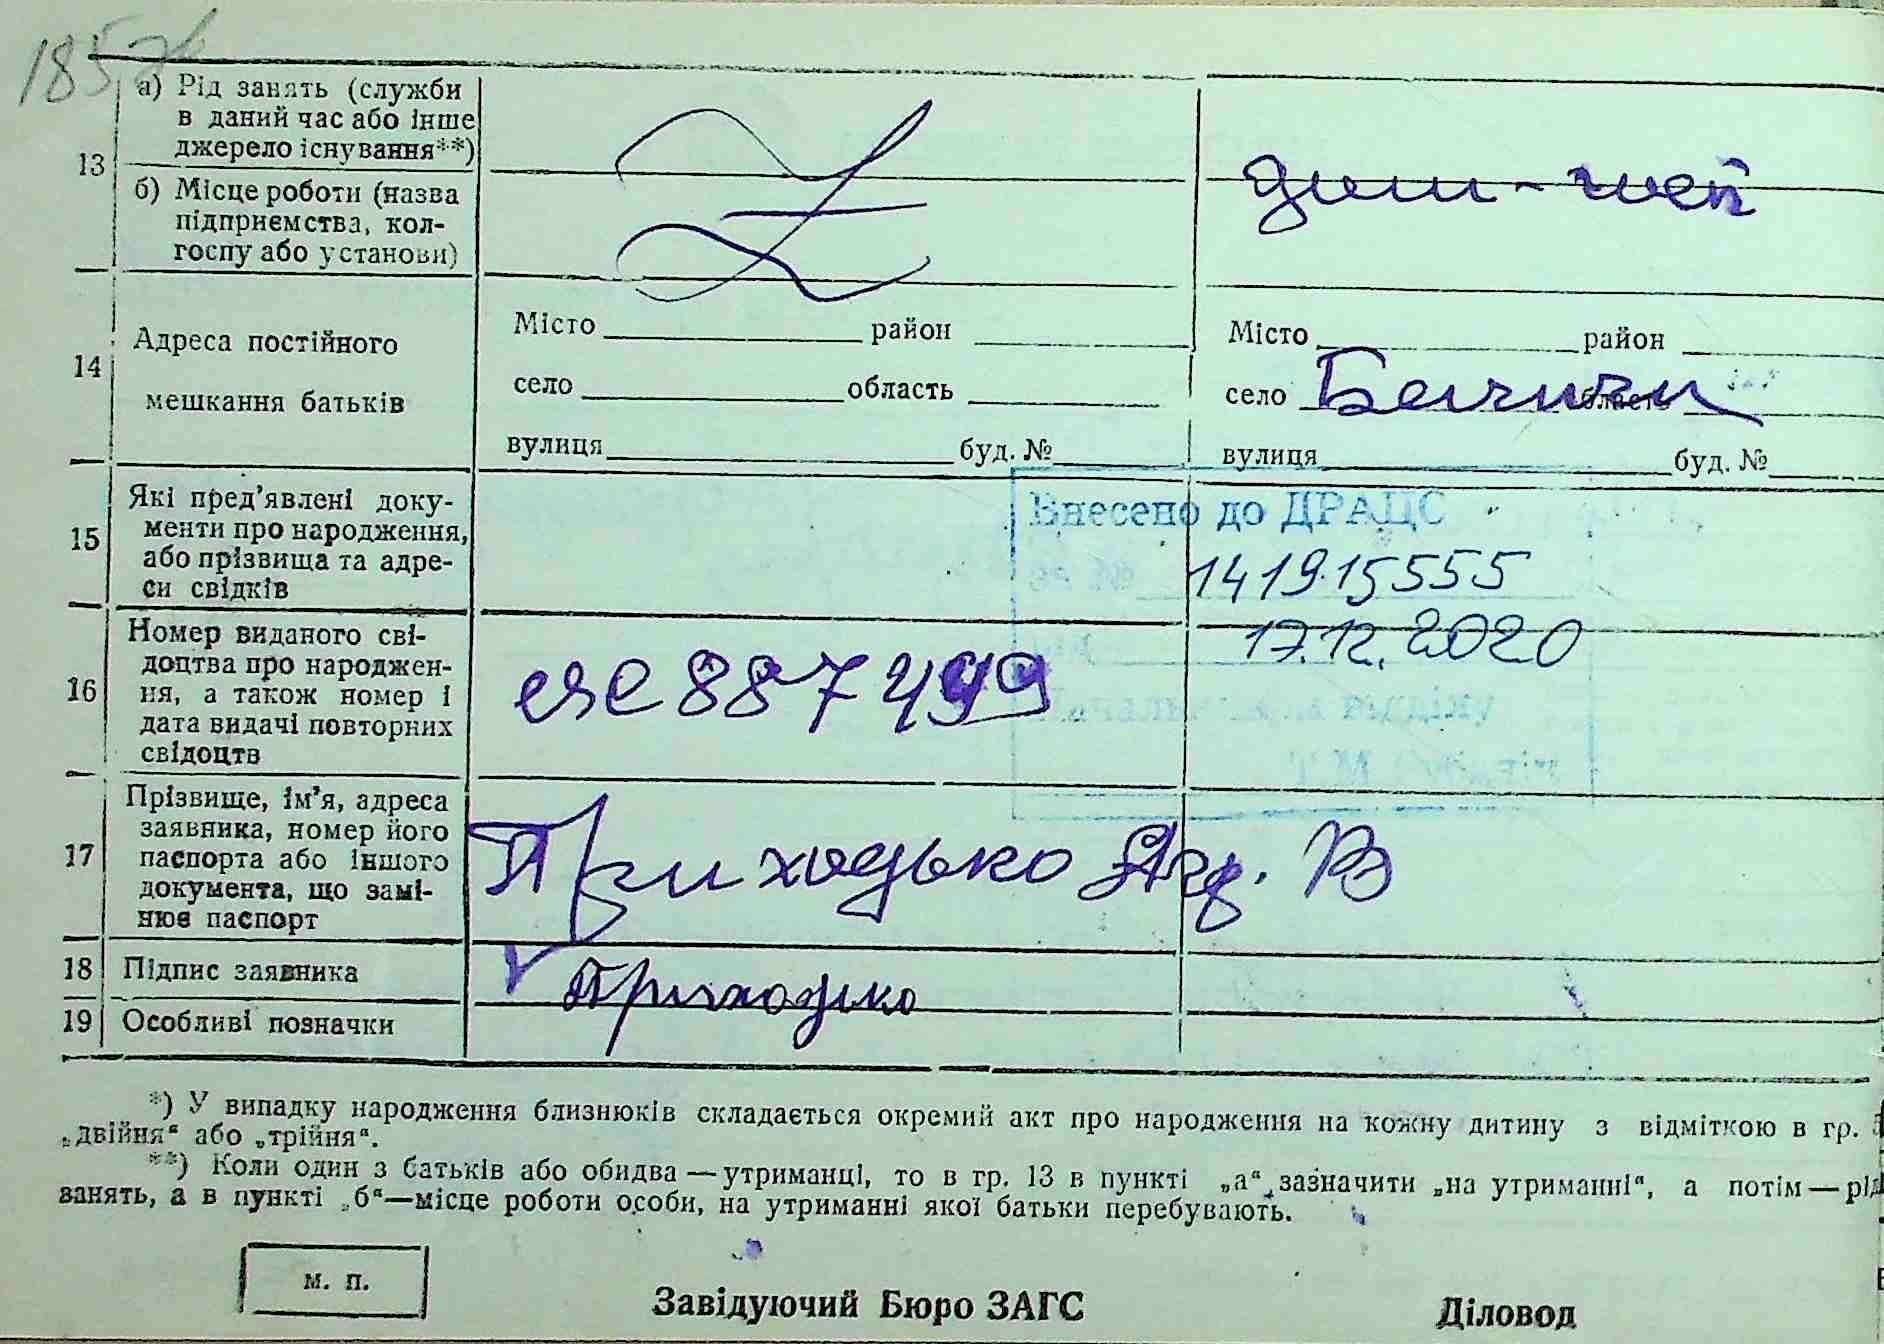 185
13
а) Рід занять (служби
в даний час або інше
джерело існування**)
б) Місце роботи (назва
підприємства, кол-
госпу або установи)
14
Адреса постійного
мешкання батьків
Місто район
село область
вулиця буд. №
Місто район
село область
вулиця буд. №
15
Які пред’явлені доку-
менти про народження,
або прізвища та адре-
си свідків
Внесено до ДРАЦС
141915555
17.12.2020
16
Номер виданого сві-
доцтва про народжен-
ня, а також номер і
дата видачі повторних
свідоцтв
887499
17
Прізвище, ім’я, адреса
заявника, номер його
паспорта або іншого
документа, що замі-
нює паспорт
Приходько В
18 Підпис заявника
Приходько
19 Особливі позначки
*) У випадку народження близнюків складається окремий акт про народження на кожну дитину з відміткою в гр. 5
„двійня“ або „трійня“.
**) Коли один з батьків або обидва — утриманці, то в гр. 13 в пункті „а“ зазначити „на утриманні“, а потім — рід
занять, а в пункті „б“—місце роботи особи, на утриманні якої батьки перебувають.
м. п.
Завідуючий Бюро ЗАГС
Діловод